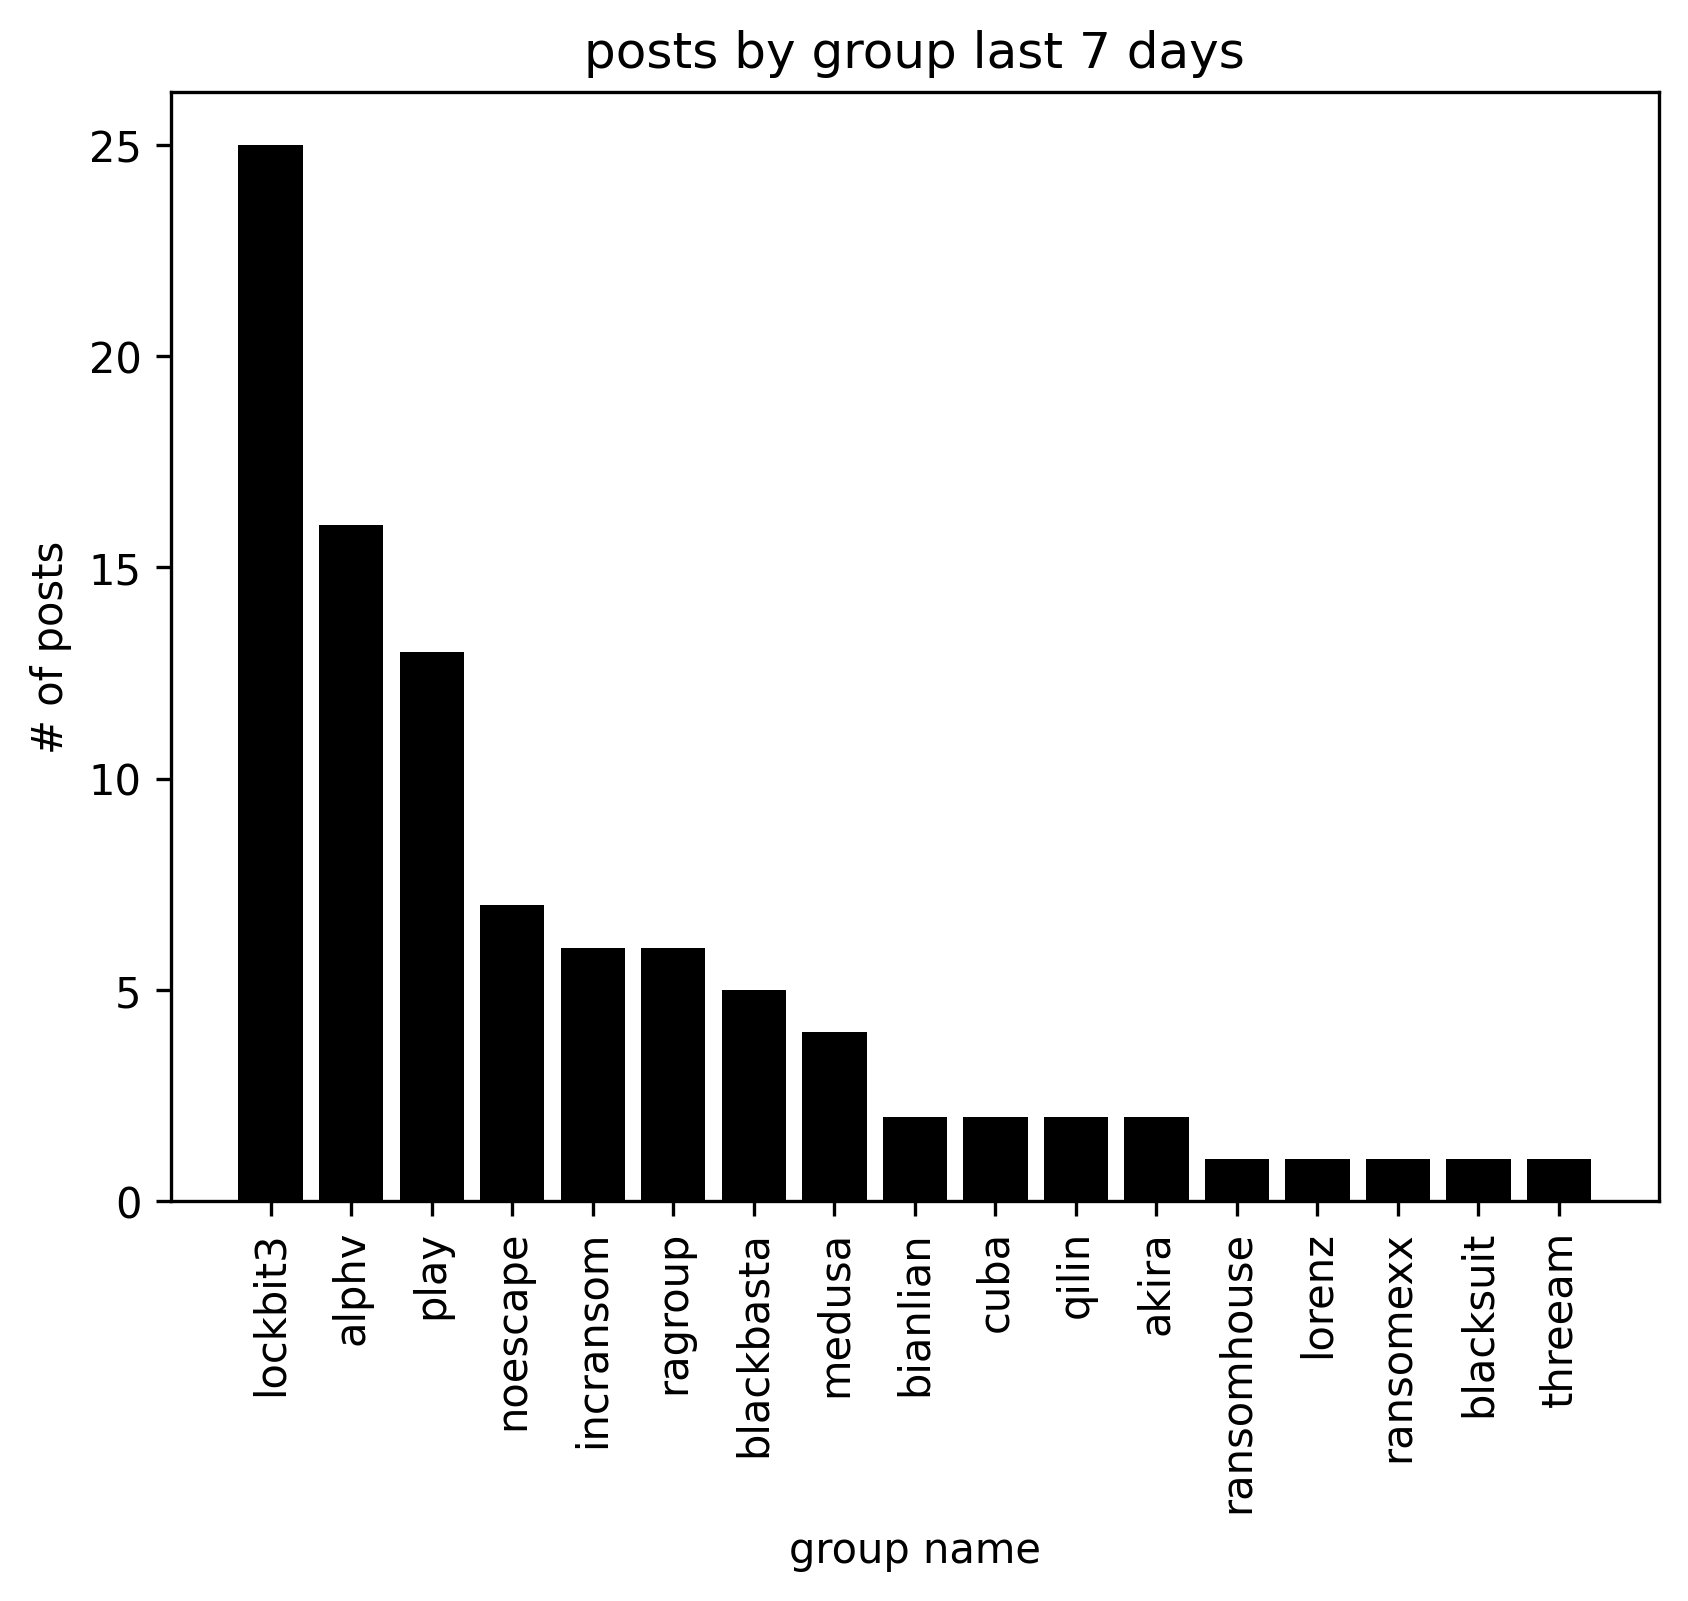 posts by group last 7 days
# of posts
25
20
15
10
5
0
lockbit3
alphv
play
noescape
incransom
ragroup
blackbasta
medusa
bianlian
cuba
qilin
akira
ransomhouse
lorenz
ransomexx
blacksuit
threeam
group name